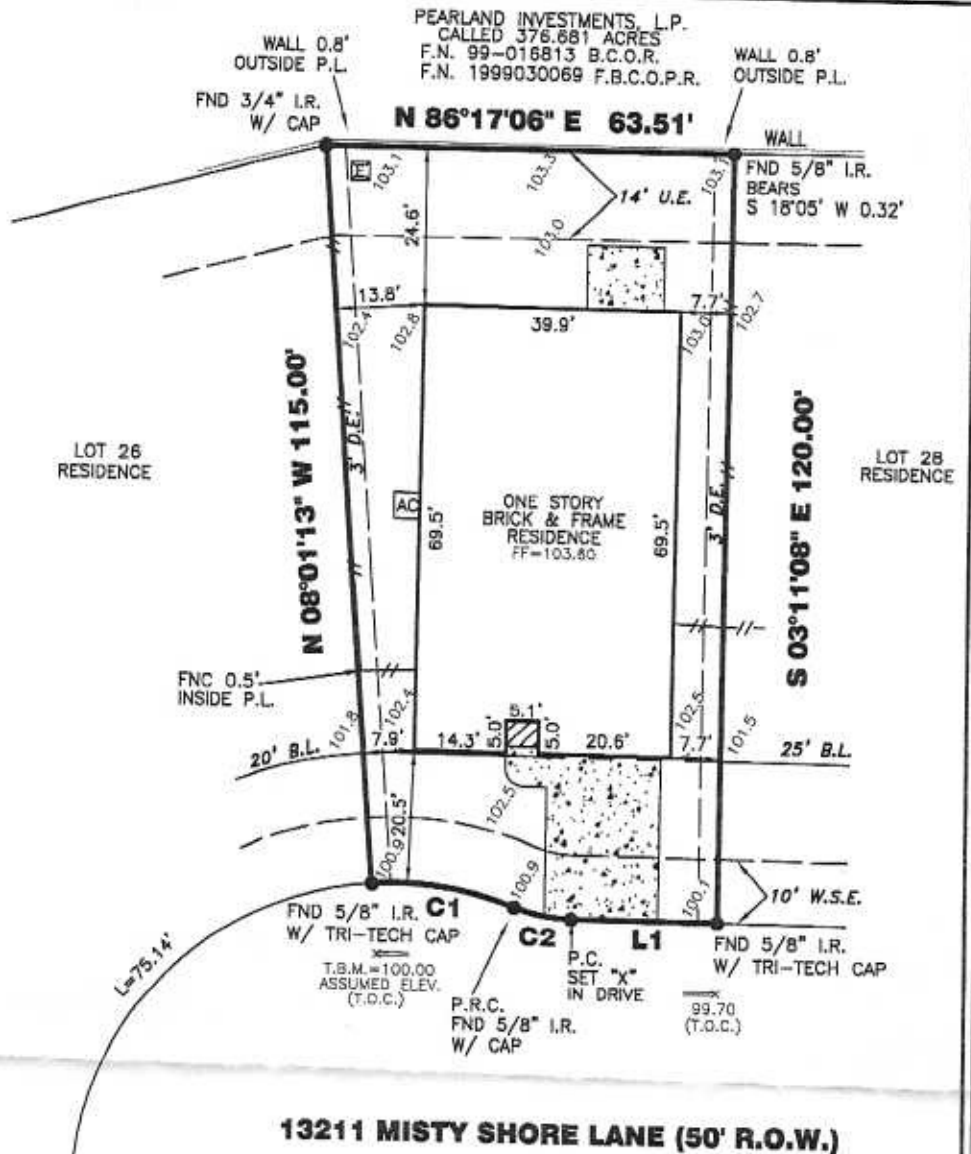 PEARLAND INVESTMENTS, L.P.
CALLED 376.681 ACRES
F.N. 99-016813 B.C.O.R.
F.N. 1999030069 F.B.C.O.P.R.
WALL 0.8'
OUTSIDE P.L.
WALL 0.8'
OUTSIDE P.L.
FND 3/4" I.R.
W/ CAP
N 86°17'06" E 63.51'
WALL
FND 5/8" I.R.
BEARS
S 18°05' W 0.32'
E
103.1
103.3
103.1
14' U.E.
24.6'
103.0
13.8'
7.7'
102.4
102.8
39.9'
103.0
102.7
N 08°01'13" W 115.00'
3' D.E.
LOT 26
RESIDENCE
LOT 28
RESIDENCE
AC
69.5'
ONE STORY
BRICK & FRAME
RESIDENCE
FF=103.80
69.5'
3' D.E.
S 03°11'08" E 120.00'
FNC 0.5'
INSIDE P.L.
101.8
102.4
102.5
101.5
5.1'
5.0'
5.0'
20' B.L.
7.9'
14.3'
20.6'
7.7'
25' B.L.
20.5'
102.5
100.9
100.9
100.1
10' W.S.E.
FND 5/8" I.R.
W/ TRI-TECH CAP
C1
C2
L1
FND 5/8" I.R.
W/ TRI-TECH CAP
L=75.14'
T.B.M.=100.00
ASSUMED ELEV.
(T.O.C.)
P.C.
SET "X"
IN DRIVE
99.70
(T.O.C.)
P.R.C.
FND 5/8" I.R.
W/ CAP
13211 MISTY SHORE LANE (50' R.O.W.)